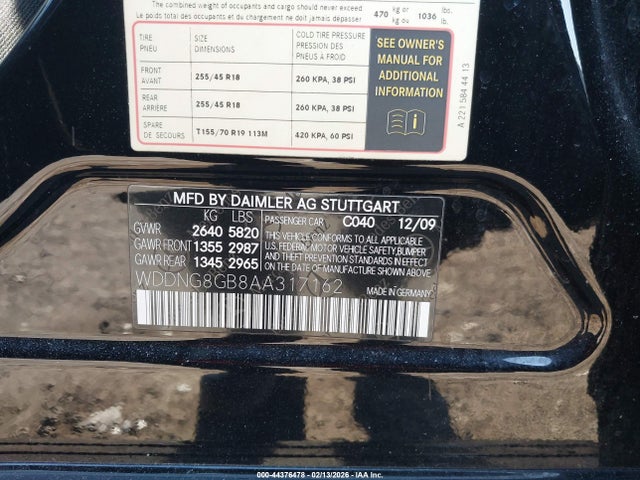 The combined weight of occupants and cargo should never exceed 470 kg or 1036 lbs.
Le poids total des occupants et du chargement ne doit jamais dépasser kg ou lb.
TIRE PNEU SIZE DIMENSIONS COLD TIRE PRESSURE PRESSION DES PNEUS À FROID
FRONT AVANT 255/45 R18 260 KPA, 38 PSI
REAR ARRIÈRE 255/45 R18 260 KPA, 38 PSI
SPARE DE SECOURS T155/70 R19 113M 420 KPA, 60 PSI
SEE OWNER'S
MANUAL FOR
ADDITIONAL
INFORMATION
A 221 584 44 13
MFD BY DAIMLER AG STUTTGART
KG LBS
GVWR 2640 5820
GAWR FRONT 1355 2987
GAWR REAR 1345 2965
PASSENGER CAR C040 12/09
THIS VEHICLE CONFORMS TO ALL APPLICABLE
U.S. FEDERAL MOTOR VEHICLE SAFETY, BUMPER,
AND THEFT PREVENTION STANDARDS IN EFFECT
ON THE DATE OF MANUFACTURE SHOWN ABOVE.
WDDNG8GB8AA317162
MADE IN GERMANY
000-44376478 - 02/13/2026 - IAA Inc.